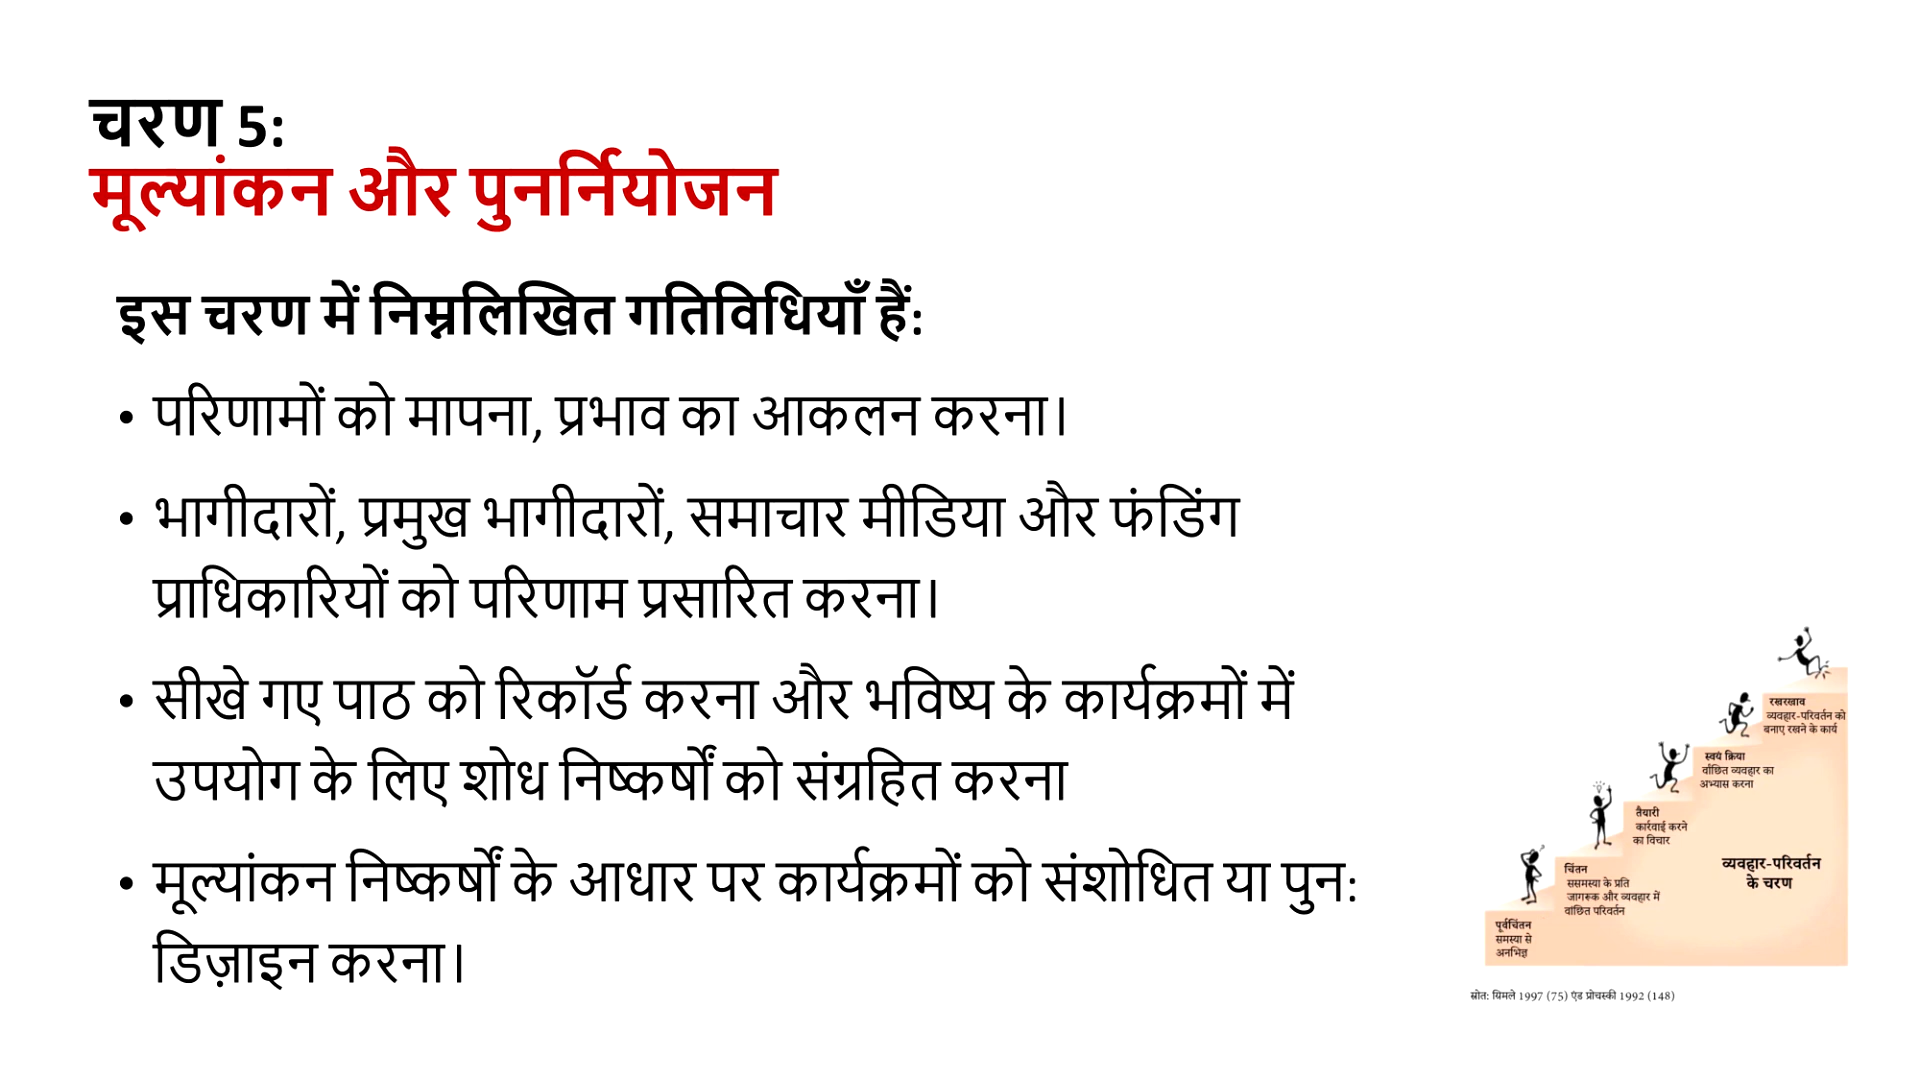 चरण 5:
मूल्यांकन और पुनर्नियोजन
इस चरण में निम्नलिखित गतिविधियाँ हैं:
• परिणामों को मापना, प्रभाव का आकलन करना।
• भागीदारों, प्रमुख भागीदारों, समाचार मीडिया और फंडिंग
प्राधिकारियों को परिणाम प्रसारित करना।
• सीखे गए पाठ को रिकॉर्ड करना और भविष्य के कार्यक्रमों में
उपयोग के लिए शोध निष्कर्षों को संग्रहित करना
• मूल्यांकन निष्कर्षों के आधार पर कार्यक्रमों को संशोधित या पुनः
डिज़ाइन करना।
रखरखाव
व्यवहार-परिवर्तन को
बनाए रखने के कार्य
स्वयं क्रिया
वांछित व्यवहार का
अभ्यास करना
तैयारी
कार्रवाई करने
का विचार
चिंतन
ससमस्या के प्रति
जागरूक और व्यवहार में
वांछित परिवर्तन
पूर्वचिंतन
समस्या से
अनभिज्ञ
व्यवहार-परिवर्तन
के चरण
स्रोत: यिमले 1997 (75) एंड प्रोचस्की 1992 (148)